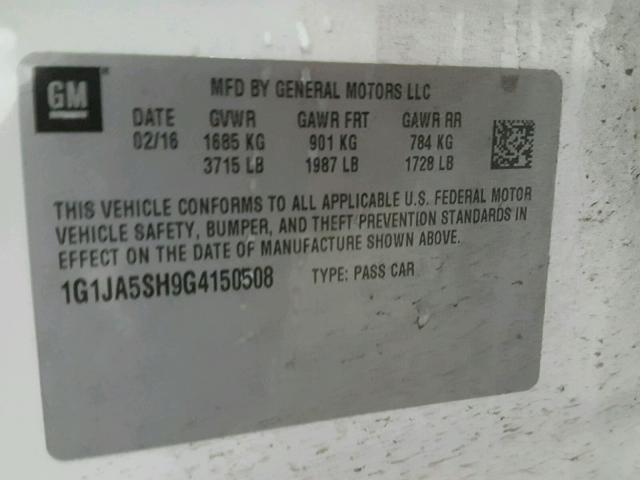 GM
MFD BY GENERAL MOTORS LLC
DATE GVWR GAWR FRT GAWR RR
02/16 1685 KG 901 KG 784 KG
3715 LB 1987 LB 1728 LB
THIS VEHICLE CONFORMS TO ALL APPLICABLE U.S. FEDERAL MOTOR
VEHICLE SAFETY, BUMPER, AND THEFT PREVENTION STANDARDS IN
EFFECT ON THE DATE OF MANUFACTURE SHOWN ABOVE.
1G1JA5SH9G4150508 TYPE: PASS CAR